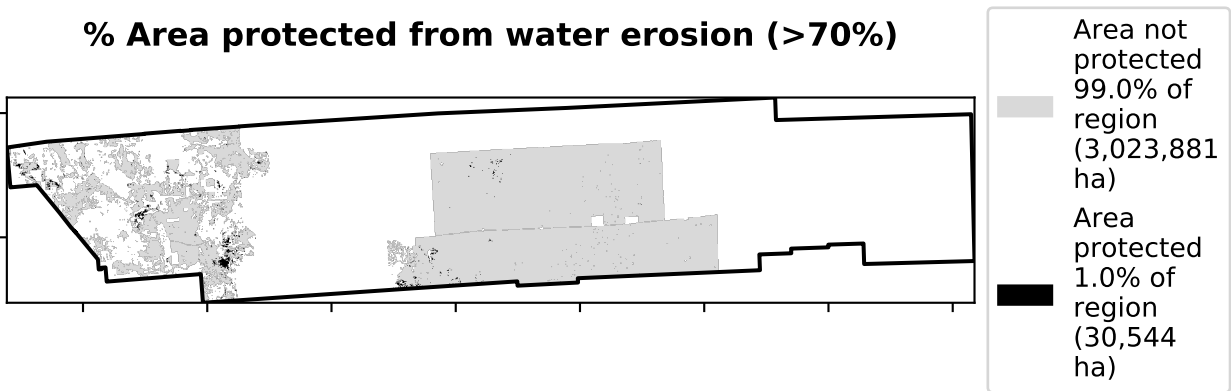 % Area protected from water erosion (>70%)
Area not
protected
99.0% of
region
(3,023,881
ha)
Area
protected
1.0% of
region
(30,544
ha)